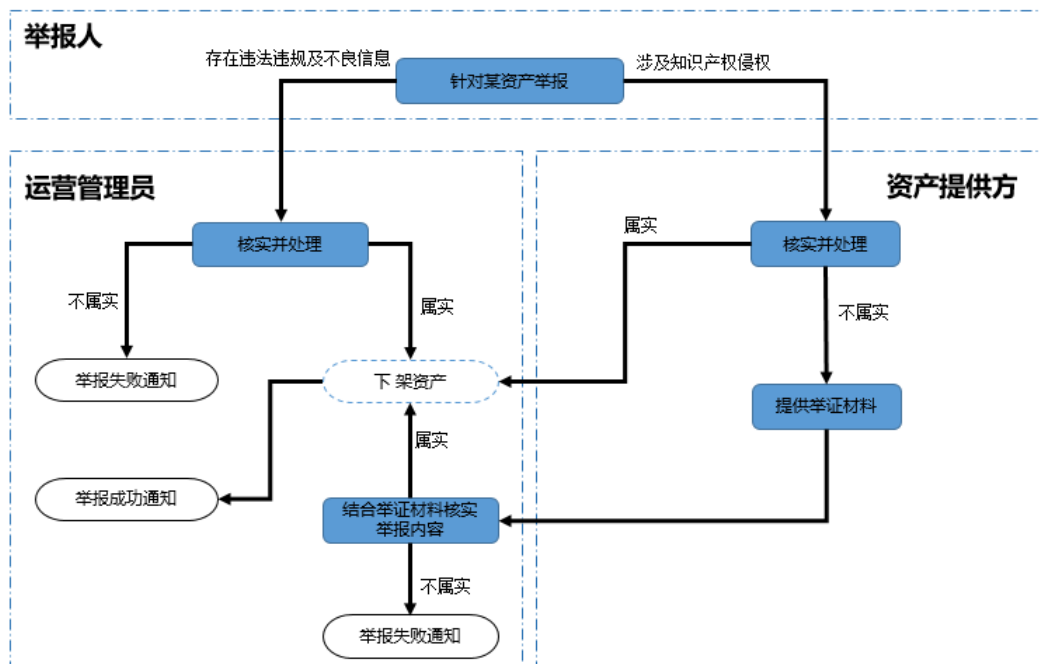 举报人
存在违法违规及不良信息
针对某资产举报
涉及知识产权侵权
运营管理员
资产提供方
核实并处理
属实
核实并处理
不属实
属实
不属实
举报失败通知
下 架资产
提供举证材料
属实
举报成功通知
结合举证材料核实
举报内容
不属实
举报失败通知